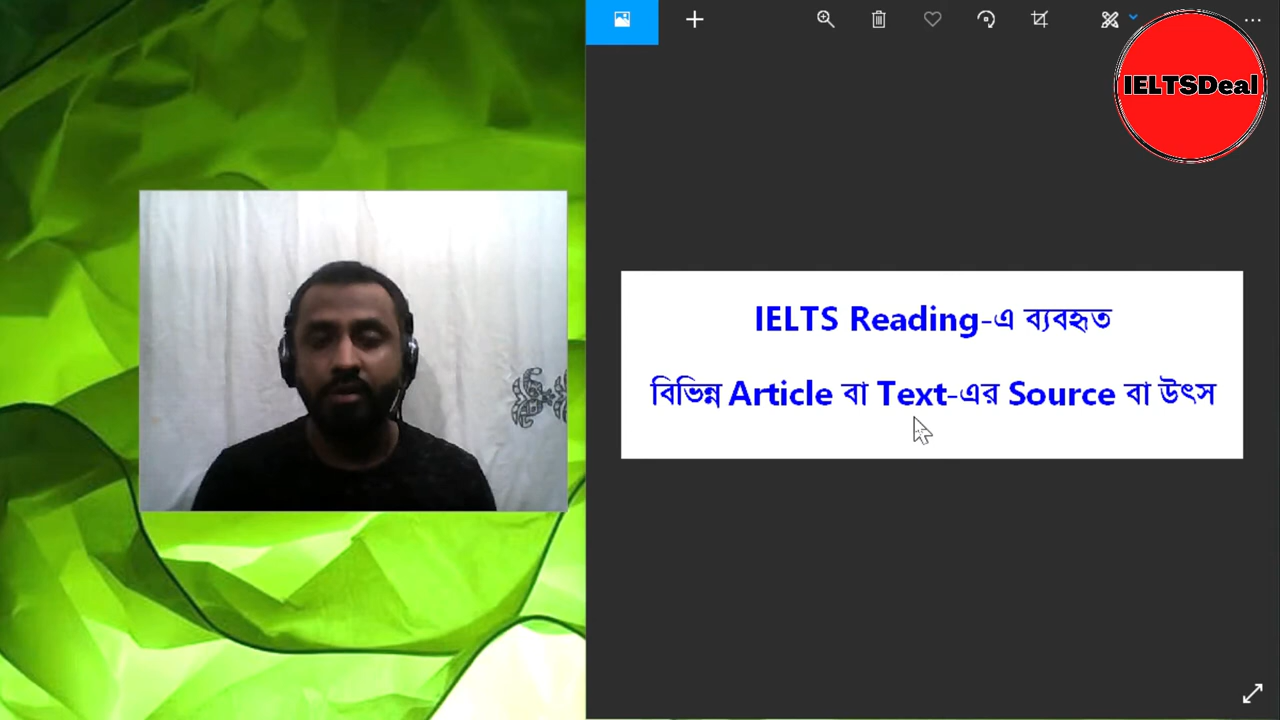 IELTSDeal
IELTS Reading-এ ব্যবহৃত
বিভিন্ন Article বা Text-এর Source বা উৎস